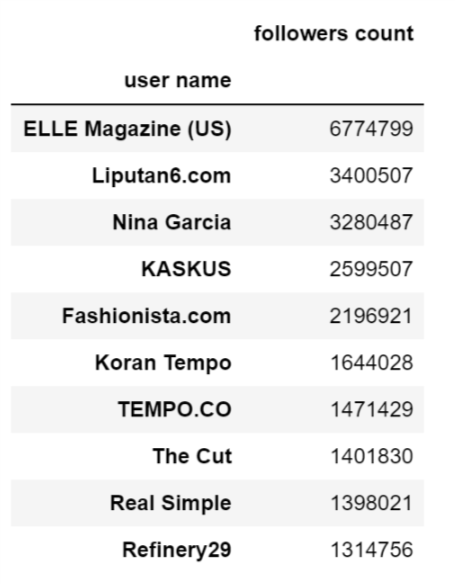 followers count
user name
ELLE Magazine (US) 6774799
Liputan6.com 3400507
Nina Garcia 3280487
KASKUS 2599507
Fashionista.com 2196921
Koran Tempo 1644028
TEMPO.CO 1471429
The Cut 1401830
Real Simple 1398021
Refinery29 1314756